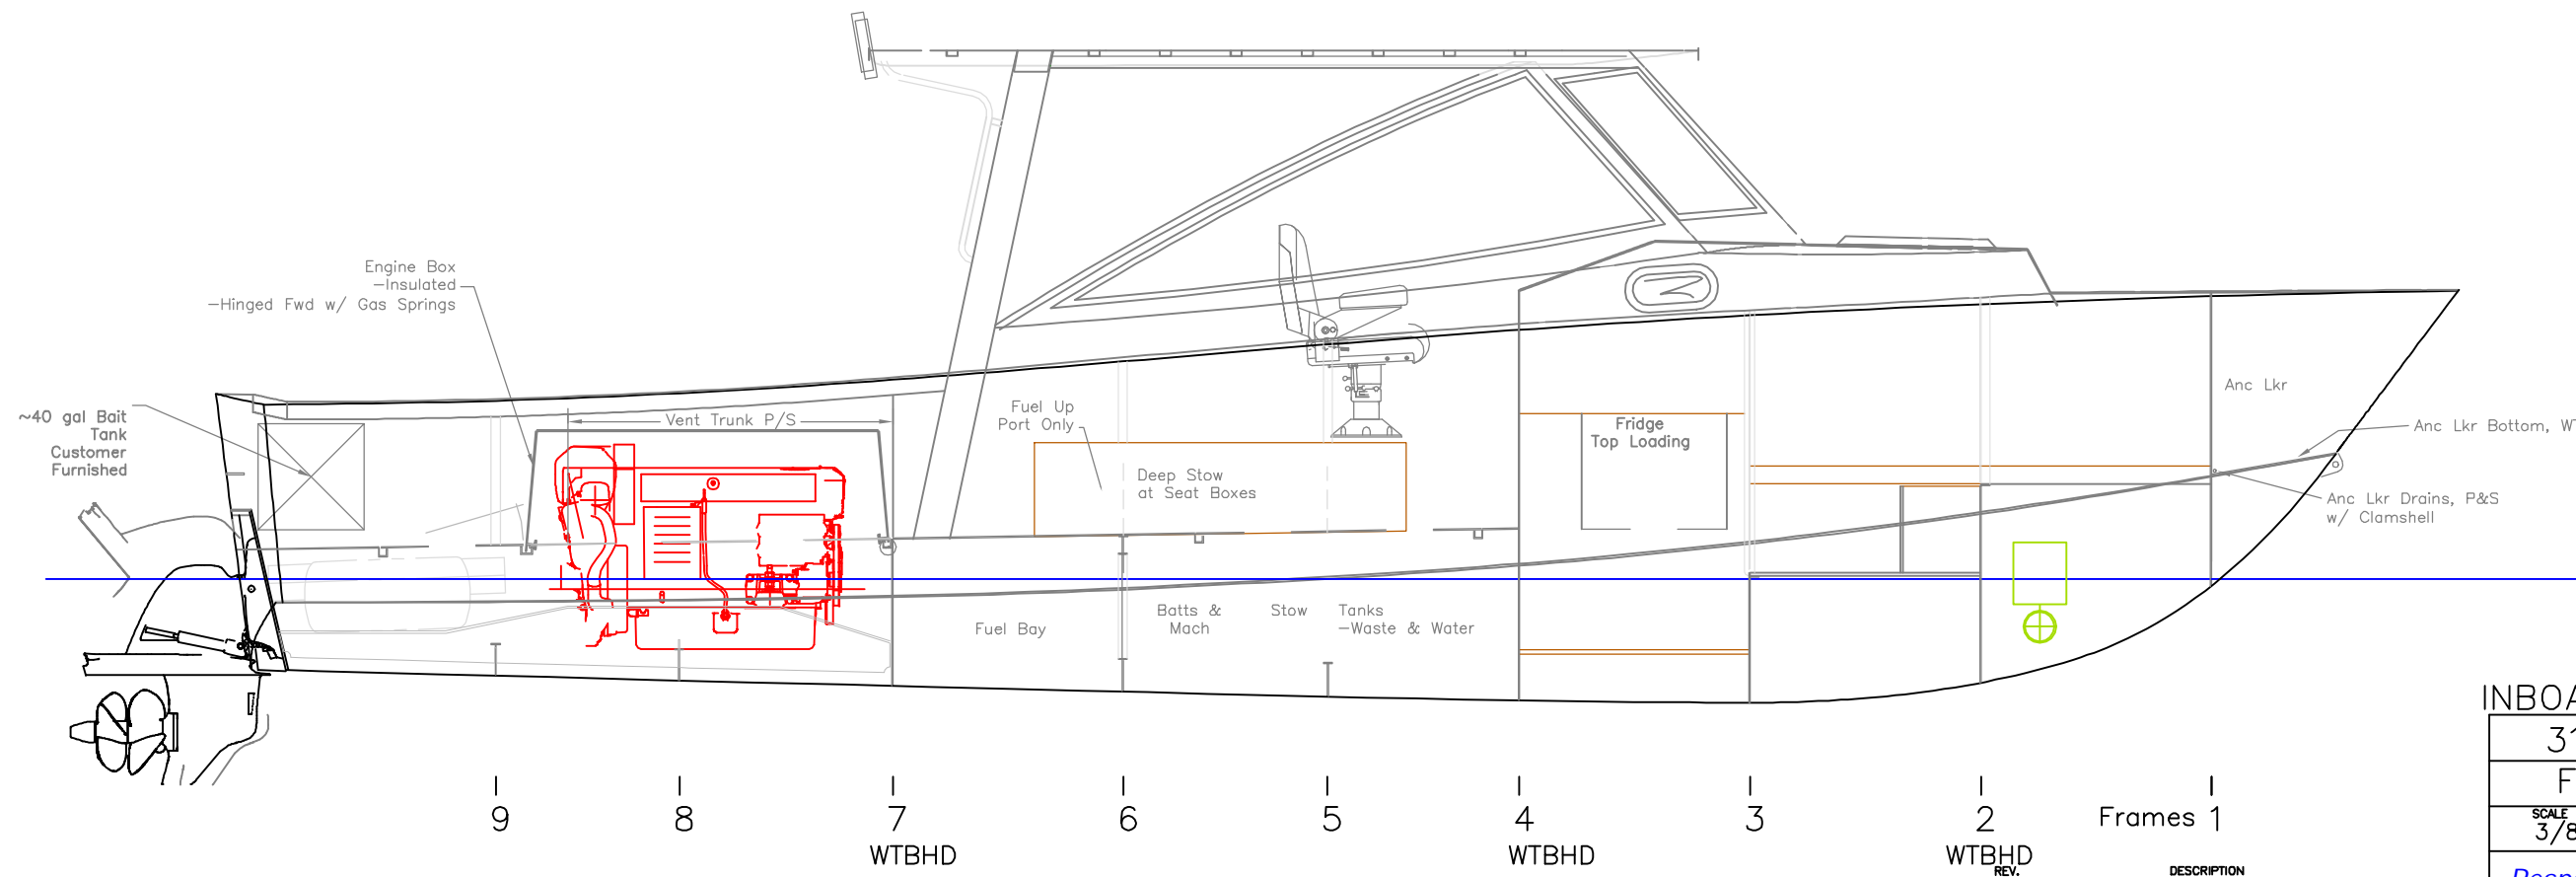 Engine Box
-Insulated
-Hinged Fwd w/ Gas Springs
~40 gal Bait
Tank
Customer
Furnished
Vent Trunk P/S
Fuel Up
Port Only
Deep Stow
at Seat Boxes
Fridge
Top Loading
Anc Lkr
Anc Lkr Bottom,
Anc Lkr Drains, P&S
w/ Clamshell
Fuel Bay
Batts &
Mach
Stow
Tanks
-Waste & Water
9 8 7 6 5 4 3 2 Frames 1
WTBHD WTBHD WTBHD
REV. DESCRIPTION
SCALE